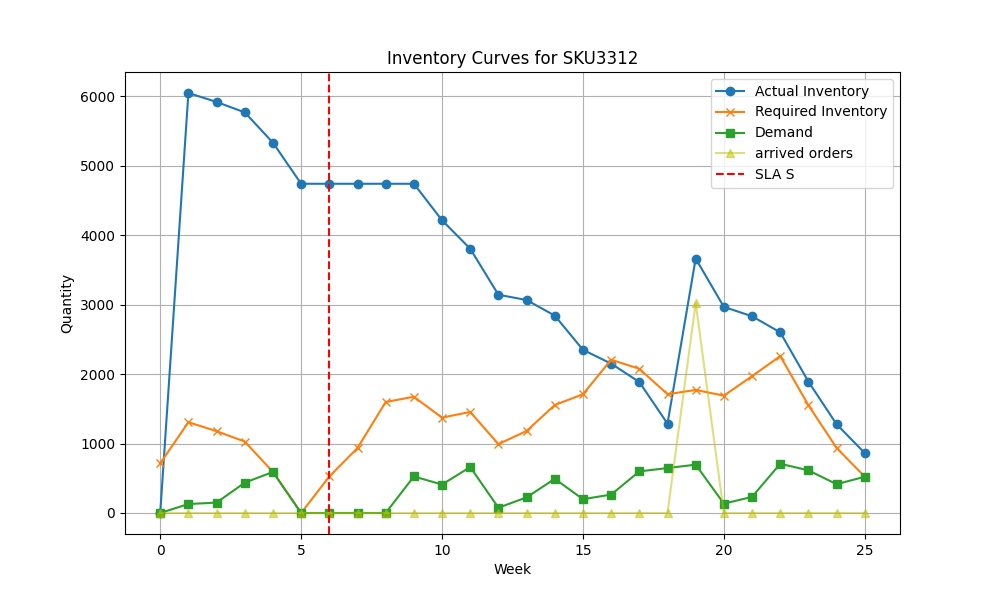 Inventory Curves for SKU3312
Actual Inventory
Required Inventory
Demand
arrived orders
SLA S
Quantity
6000
5000
4000
3000
2000
1000
0
0 5 10 15 20 25
Week